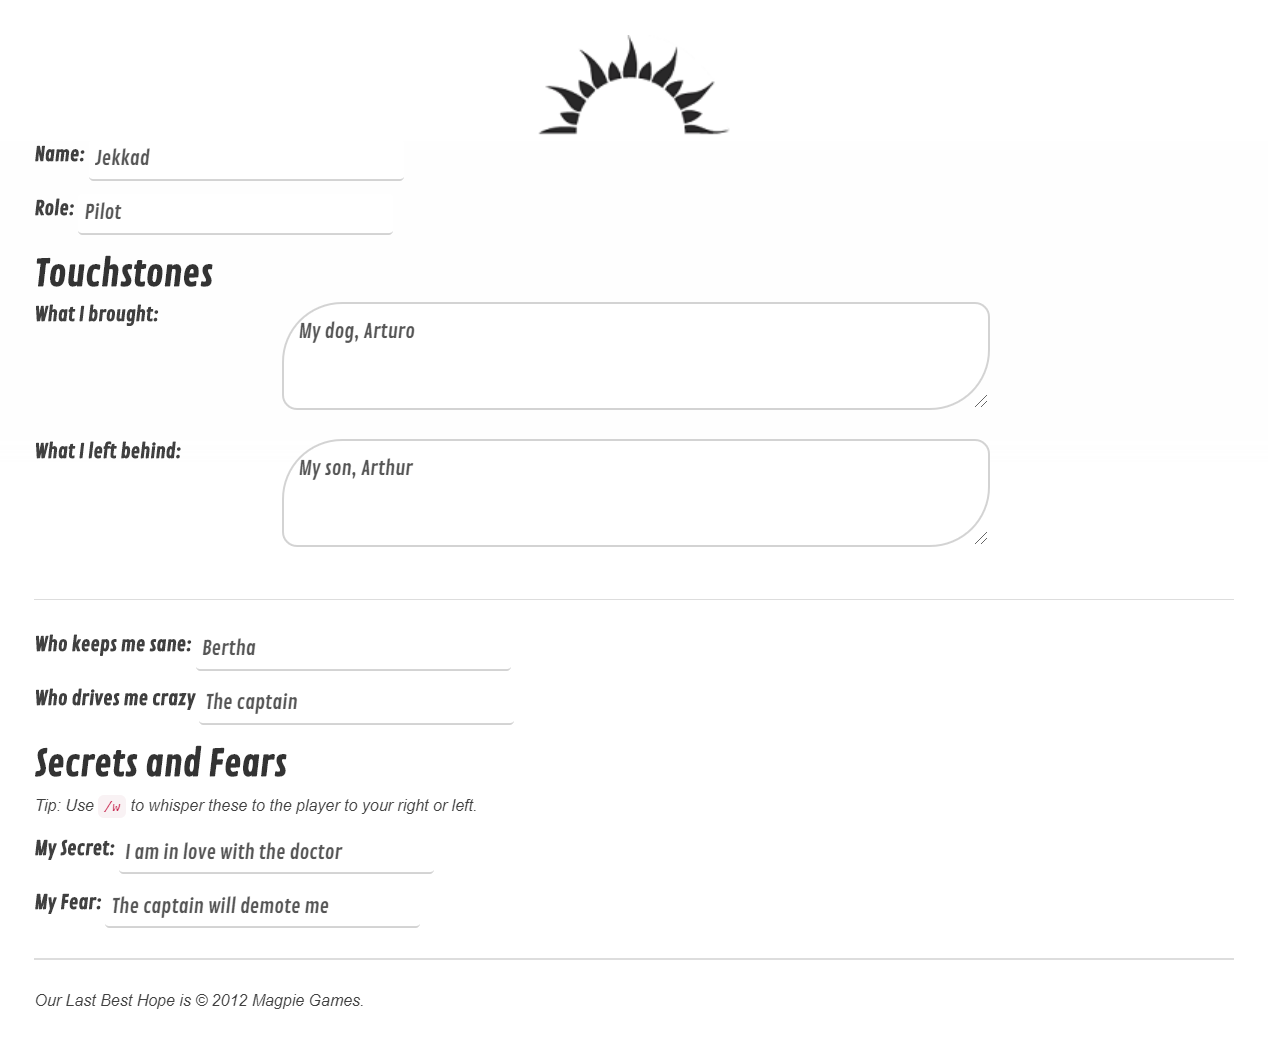 Name: Jekkad
Role: Pilot
Touchstones
What I brought: My dog, Arturo
What I left behind: My son, Arthur
Who keeps me sane: Bertha
Who drives me crazy The captain
Secrets and Fears
Tip: Use /w to whisper these to the player to your right or left.
My Secret: I am in love with the doctor
My Fear: The captain will demote me
Our Last Best Hope is © 2012 Magpie Games.